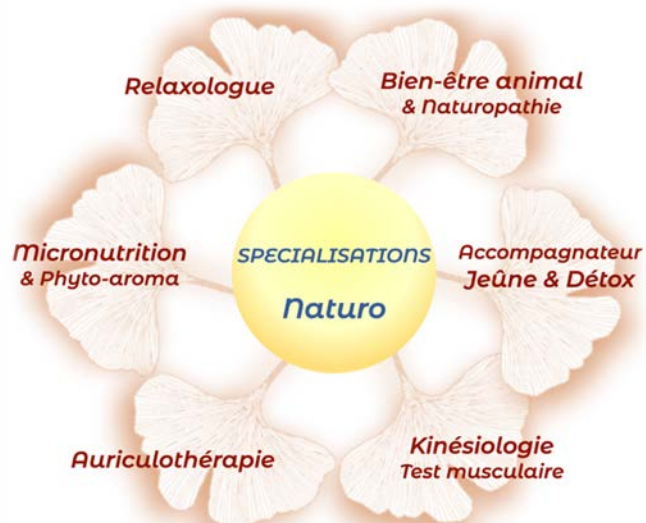 Relaxologue
Bien-être animal
& Naturopathie
Micronutrition
& Phyto-aroma
SPECIALISATIONS
Naturo
Accompagnateur
Jeûne & Détox
Auriculothérapie
Kinésiologie
Test musculaire